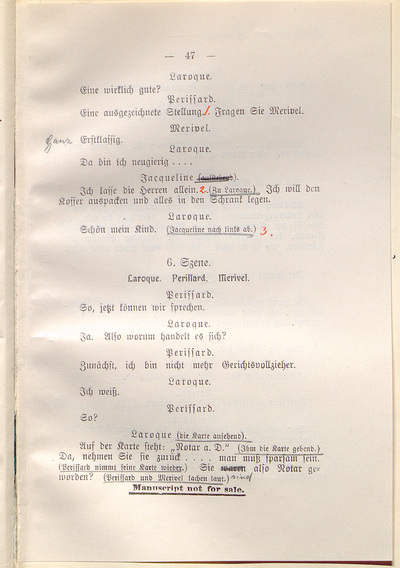 — 47 —
Laroque.
Eine wirklich gute?
Perissard.
Eine ausgezeichnete Stellung. Fragen Sie Merivel.
Merivel.
Ganz Erstklassig.
Laroque.
Da bin ich neugierig . . . .
Jacqueline (aufstehend).
Ich lasse die Herren allein. 2. (Zu Laroque.) Ich will den
Koffer auspacken und alles in den Schrank legen.
Laroque.
Schön mein Kind. (Jacqueline nach links ab.) 3.
6. Szene.
Laroque. Perissard. Merivel.
Perissard.
So, jetzt können wir sprechen.
Laroque.
Ja. Also worum handelt es sich?
Perissard.
Zunächst, ich bin nicht mehr Gerichtsvollzieher.
Laroque.
Ich weiß.
Perissard.
So?
Laroque (die Karte ansehend).
Auf der Karte steht: „Notar a. D." (Ihm die Karte gebend.)
Da, nehmen Sie sie zurück . . . . man muß sparsam sein.
(Perissard nimmt seine Karte wieder.) Sie waren also Notar ge-
worden? (Perissard und Merivel lachen laut.) sind
Manuscript not for sale.